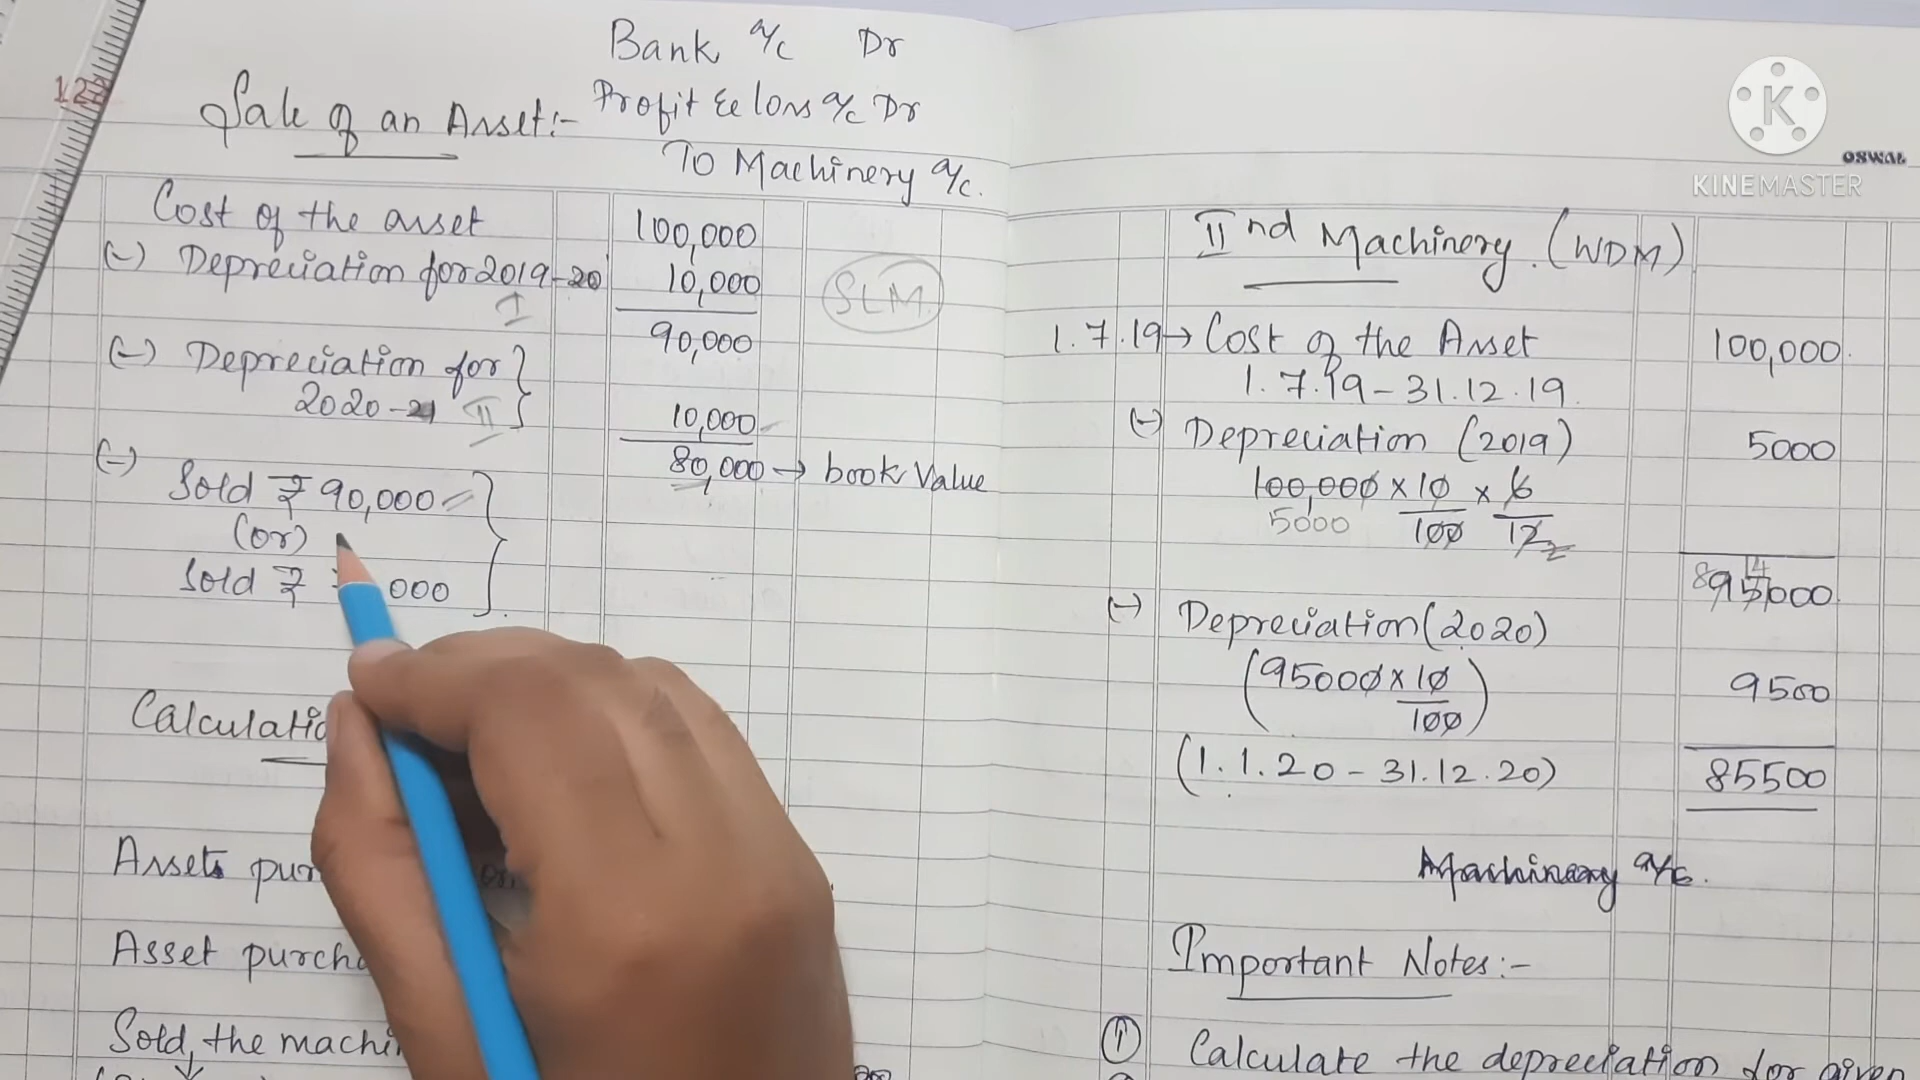 Bank a/c Dr
Sale of an Asset:- Profit & loss a/c Dr
To Machinery a/c.
Cost of the asset 100,000
(-) Depreciation for 2019-20 10,000
I
SLM
90,000
(-) Depreciation for
2020-21 II
10,000
80,000 → book Value
(-)
Sold ₹ 90,000
(or)
Sold ₹ 000
Assets
Asset
Sold, the
K
KINEMASTER
OSWAL
IInd Machinery. (WDM)
1.7.19 → Cost of the Asset 100,000
1.7.19 - 31.12.19.
(-) Depreciation (2019) 5000
100,000 × 10 × 6
5000 100 12
2
895000
4
(-) Depreciation (2020)
(95000 × 10 9500
100)
(1.1.20 - 31.12.20) 85500
Machinery a/c.
Important Notes:-
1 Calculate the depreciation for given